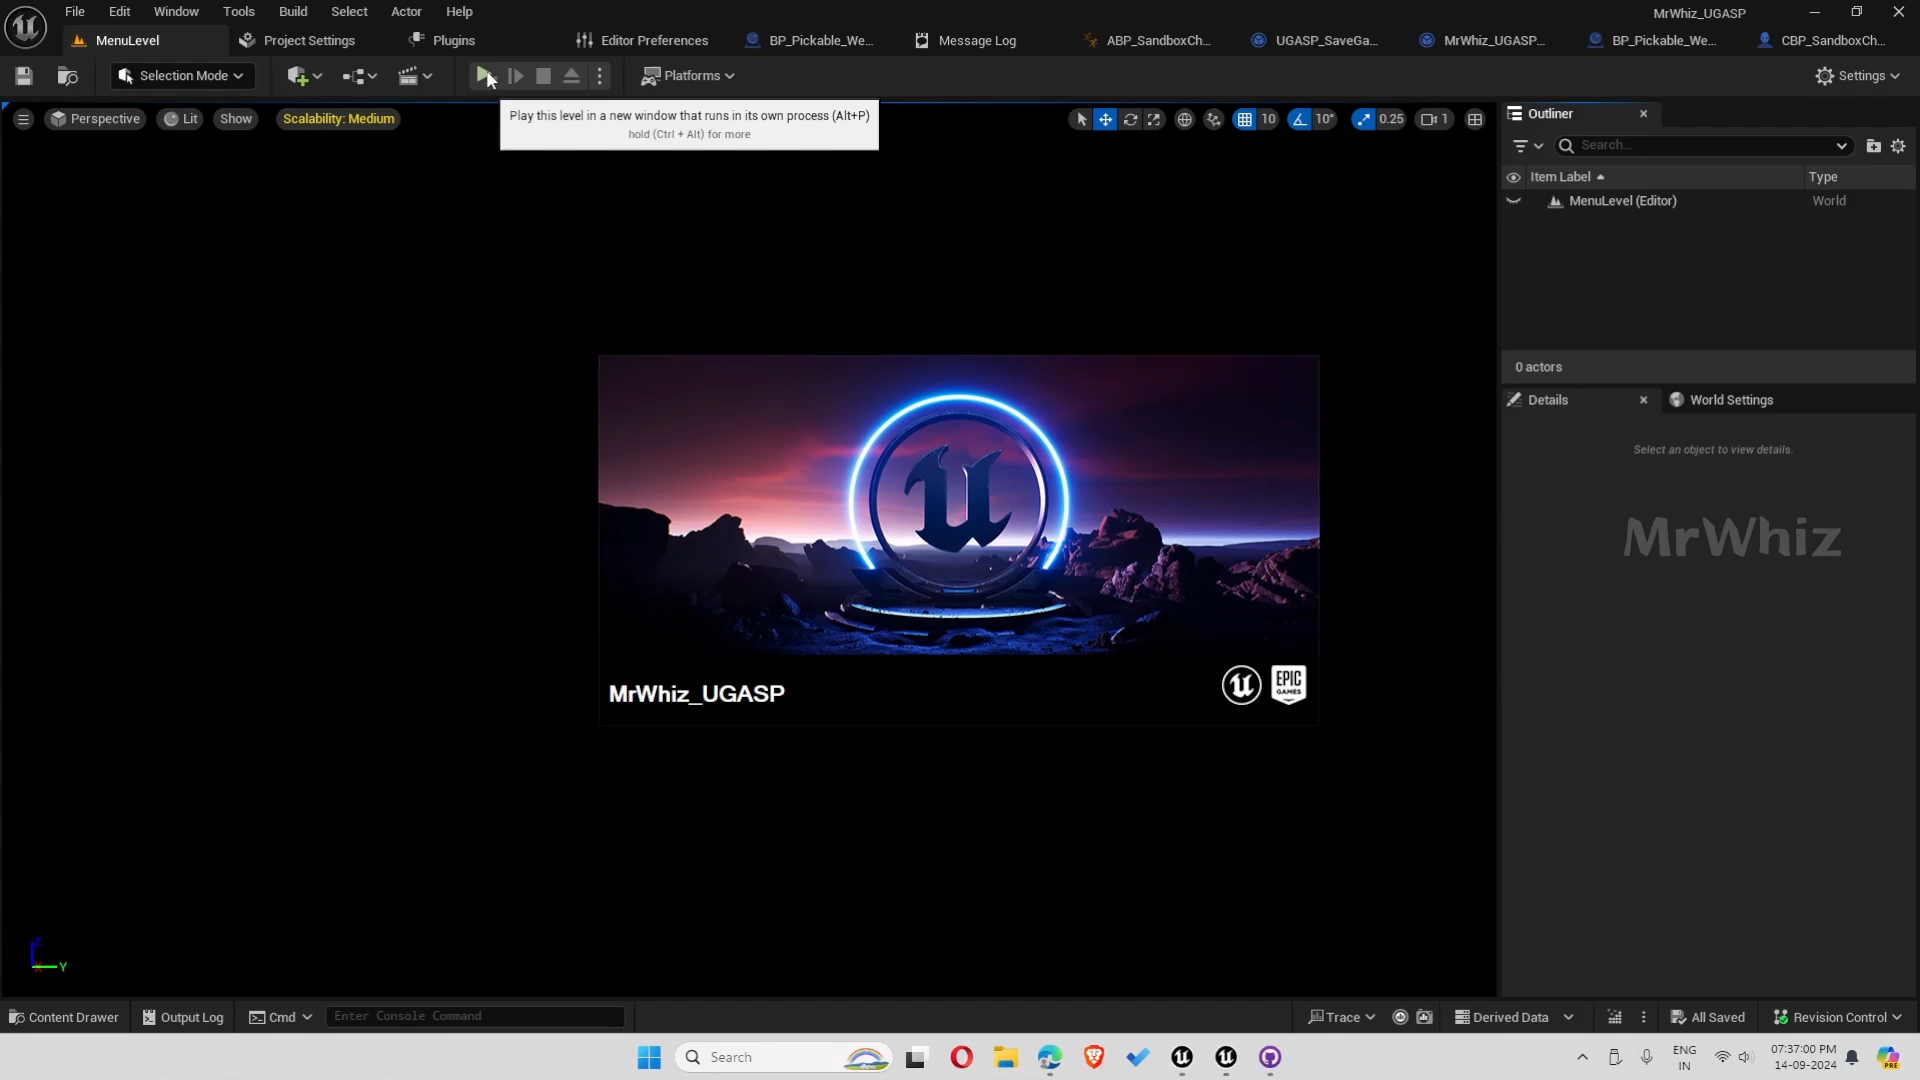 File Edit Window Tools Build Select Actor Help MrWhiz_UGASP
MenuLevel Project Settings Plugins Editor Preferences BP_Pickable_We... Message Log ABP_SandboxCh... UGASP_SaveGa... MrWhiz_UGASP... BP_Pickable_We... CBP_SandboxCh...
Selection Mode Platforms Settings
Perspective Lit Show Scalability: Medium 10 10° 0.25 1
Play this level in a new window that runs in its own process (Alt+P)
hold (Ctrl + Alt) for more
Outliner
Search...
Item Label Type
MenuLevel (Editor) World
0 actors
Details World Settings
Select an object to view details.
MrWhiz
MrWhiz_UGASP
EPIC
GAMES
Z
X Y
Content Drawer Output Log Cmd Enter Console Command Trace Derived Data All Saved Revision Control
Search ENG
IN
07:37:00 PM
14-09-2024
PRE